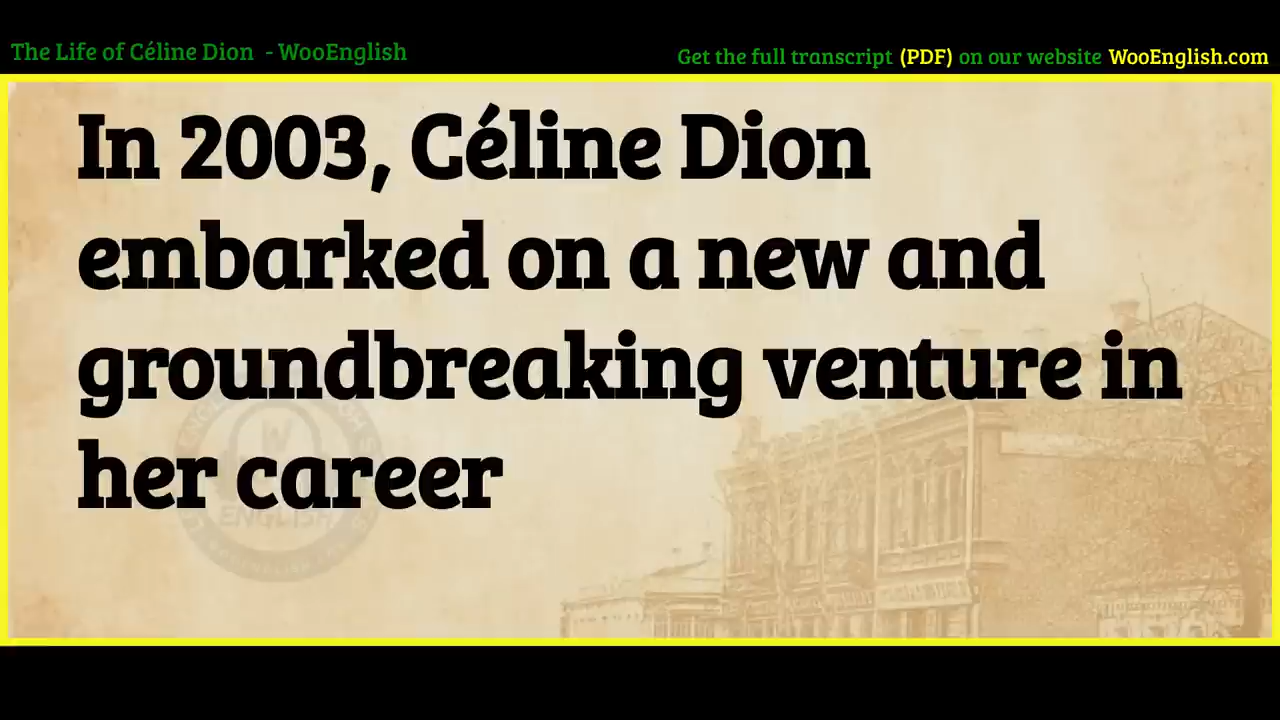 The Life of Céline Dion - WooEnglish
Get the full transcript (PDF) on our website WooEnglish.com
In 2003, Céline Dion
embarked on a new and
groundbreaking venture in
her career
ENGLISH